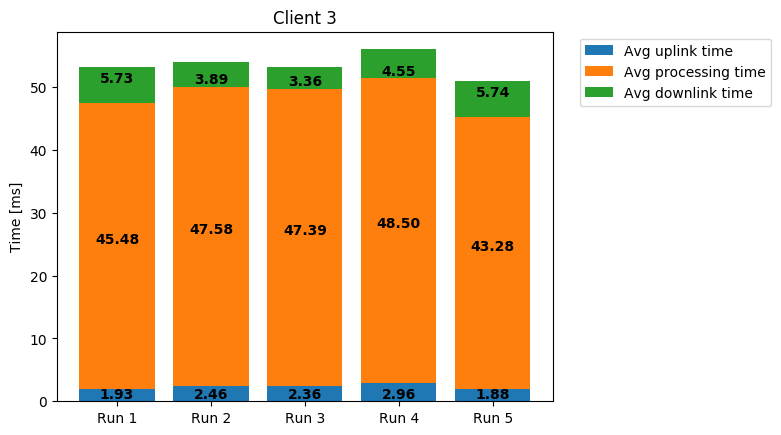 Client 3
Avg uplink time
Avg processing time
Avg downlink time
Time [ms]
50
40
30
20
10
0
5.73
3.89
3.36
4.55
5.74
45.48
47.58
47.39
48.50
43.28
1.93
2.46
2.36
2.96
1.88
Run 1
Run 2
Run 3
Run 4
Run 5